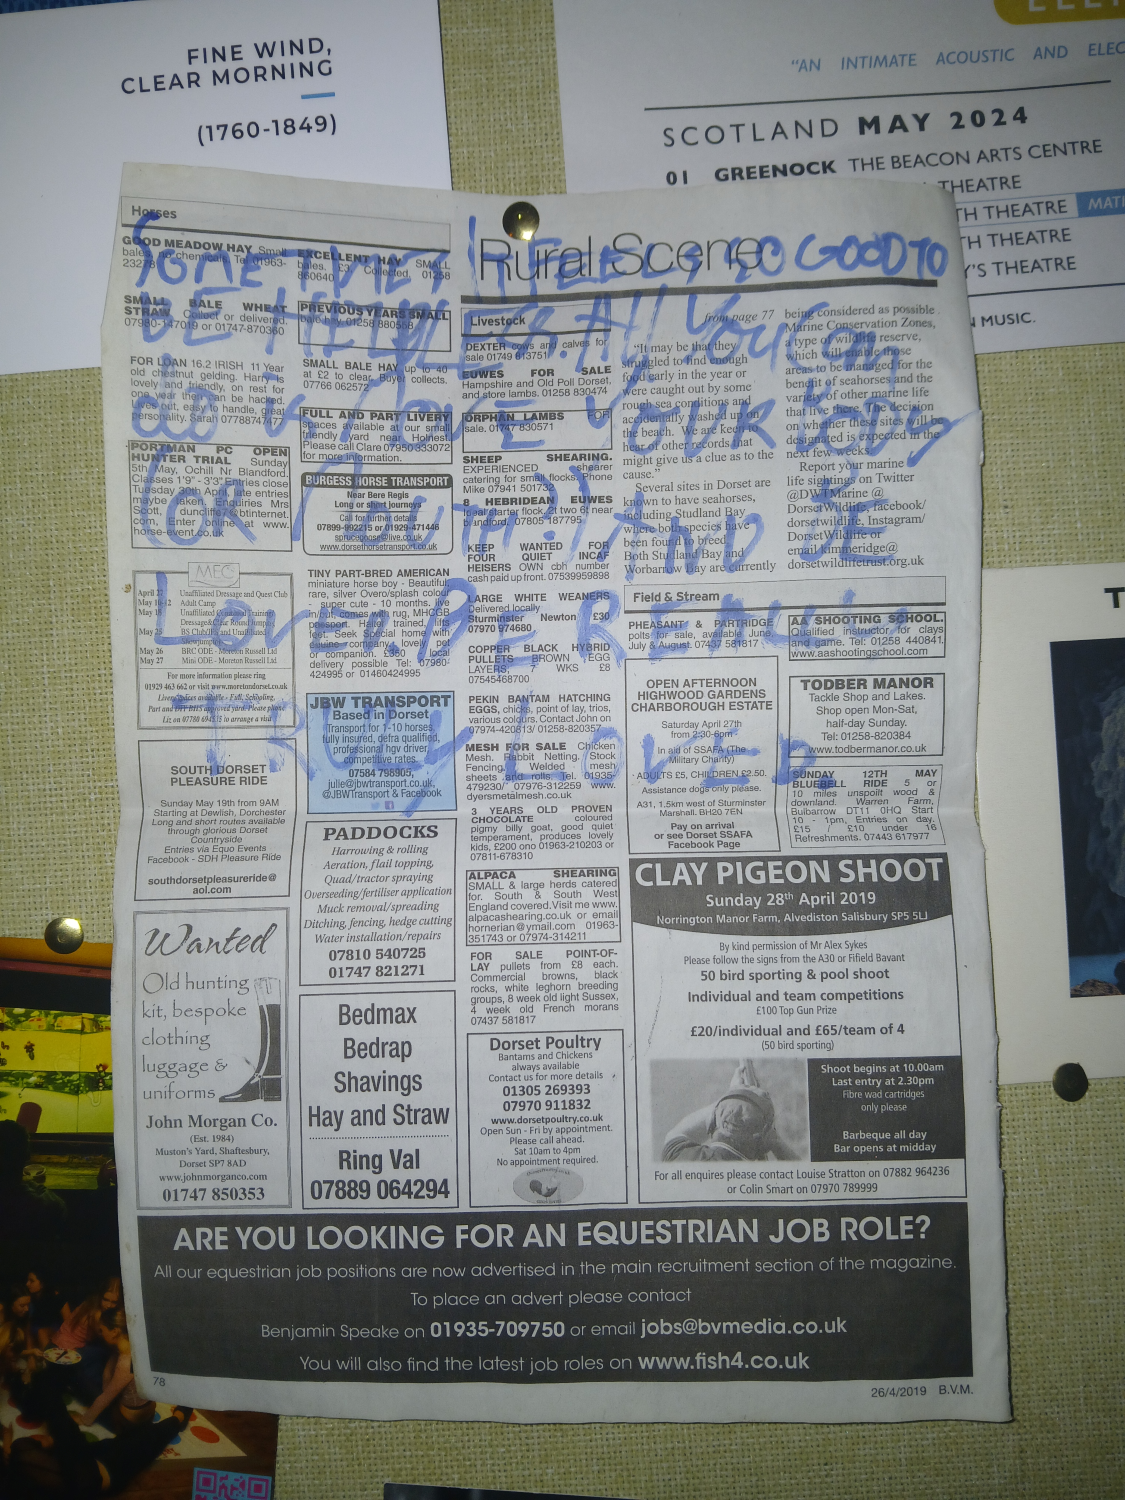 FINE WIND,
CLEAR MORNING
(1760-1849)
"AN INTIMATE ACOUSTIC AND ELEC
SCOTLAND MAY 2024
01 GREENOCK THE BEACON ARTS CENTRE
THEATRE
TH THEATRE MATI
TH THEATRE
Y'S THEATRE
MUSIC.
SOMETIMES IT FEELS SO GOOD TO
BE HELPLESS. All You
do is MOVE YOUR
Body
AND BE
LOVED. REALLY
TRULY LOVED
Horses
GOOD MEADOW HAY Small
bales, no chemicals. Tel 01963-
SMALL BALE WHEAT
STRAW Collect or delivered.
07980-147019 or 01747-870360
FOR LOAN 16.2 IRISH 11 Year
old chestnut gelding. Harry is
lovely and friendly, on rest for
one year then can be hacked.
Lives out, easy to handle, great
personality. Sarah 07788747477
PORTMAN PC OPEN
HUNTER TRIAL Sunday
5th May, Ochill Nr Blandford.
Classes 1'9" - 3'3" Entries close
Tuesday 30th April, late entries
maybe taken. Enquiries Mrs
Scott, duncliffe@btinternet.
com, Enter online at www.
horse-event.co.uk
MEC
April 27 Unaffiliated Dressage and Quest Club
May 10-12 Adult Camp
May 18 Unaffiliated Combined Training/
Dressage/Clear Round Jumping
May 25 BS Club/Bits and Unaffiliated
Showjumping
May 26 BRC ODE - Moreton Russell Ltd
May 27 Mini ODE - Moreton Russell Ltd
For more information please ring
01929 463 662 or visit www.moretondorset.co.uk
Liz on 07780 694515 to arrange a visit
SOUTH DORSET
PLEASURE RIDE
Sunday May 19th from 9AM
Starting at Dewlish, Dorchester
Long and short routes available
through glorious Dorset
Countryside
Entries via Equo Events
Facebook - SDH Pleasure Ride
southdorsetpleasureride@
aol.com
Wanted
Old hunting
kit, bespoke
clothing
luggage &
uniforms
John Morgan Co.
(Est. 1984)
Muston's Yard, Shaftesbury,
Dorset SP7 8AD
www.johnmorganco.com
01747 850353
EXCELLENT HAY SMALL
bales. £3. Collected. 01258
860640
PREVIOUS YEARS SMALL
bale hay. 01258 880558
SMALL BALE HAY up to 40
at £2 to clear. Buyer collects.
07766 062572
FULL AND PART LIVERY
spaces available at our small
friendly yard near Holnest.
Please call Clare 07950 333072
for more information.
BURGESS HORSE TRANSPORT
Near Bere Regis
Long or short journeys
Call for further details
07899-992215 or 01929-471446
sprucegnose@live.co.uk
www.dorsethorsetransport.co.uk
TINY PART-BRED AMERICAN
miniature horse boy - Beautiful,
rare, silver Overo/splash colour
- super cute - 10 months. live
in/out, comes with rug, MHCGB
passport. Halter trained, lifts
feet. Seek Special home with
equine company, lovely pet
or companion. £350 local
delivery possible Tel: 07980-
424995 or 01460424995
JBW TRANSPORT
Based in Dorset
Transport for 1-10 horses,
fully insured, defra qualified,
professional hgv driver,
competitive rates.
07584 798905,
julie@jbwtransport.co.uk,
@JBWTransport & Facebook
PADDOCKS
Harrowing & rolling
Aeration, flail topping,
Quad/tractor spraying
Overseeding/fertiliser application
Muck removal/spreading
Ditching, fencing, hedge cutting
Water installation/repairs
07810 540725
01747 821271
Bedmax
Bedrap
Shavings
Hay and Straw
Ring Val
07889 064294
Rural Scene
Livestock
DEXTER cows and calves for
sale 01749 813751
EUWES FOR SALE
Hampshire and Old Poll Dorset,
and store lambs. 01258 830474
ORPHAN LAMBS FOR
sale. 01747 830571
SHEEP SHEARING.
EXPERIENCED shearer
catering for small flocks. Phone
Mike 07941 501732
8 HEBRIDEAN EUWES
Ideal starter flock, 2t two 6t near
blandford. 07805 187795
KEEP WANTED FOR
FOUR QUIET INCAF
HEISERS OWN cbh number
cash paid up front. 07539959898
LARGE WHITE WEANERS
Delivered locally
Sturminster Newton £30
07970 974680
COPPER BLACK HYBRID
PULLETS BROWN EGG
LAYERS, 7 WKS £8
07545468700
PEKIN BANTAM HATCHING
EGGS, chicks, point of lay, trios,
various colours. Contact John on
07974-420813/ 01258-820357
MESH FOR SALE Chicken
Mesh. Rabbit Netting. Stock
Fencing. Welded mesh
sheets and rolls. Tel. 01935-
479230/ 07976-312259 www.
dyersmetalmesh.co.uk
3 YEARS OLD PROVEN
CHOCOLATE coloured
pigmy billy goat, good quiet
temperament, produces lovely
kids, £200 ono 01963-210203 or
07811-678310
ALPACA SHEARING
SMALL & large herds catered
for. South & South West
England covered. Visit me www.
alpacashearing.co.uk or email
hornerian@ymail.com 01963-
351743 or 07974-314211
FOR SALE POINT-OF-
LAY pullets from £8 each.
Commercial browns, black
rocks, white leghorn breeding
groups, 8 week old light Sussex,
4 week old French morans
07437 581817
Dorset Poultry
Bantams and Chickens
always available
Contact us for more details
01305 269393
07970 911832
www.dorsetpoultry.co.uk
Open Sun - Fri by appointment.
Please call ahead.
Sat 10am to 4pm
No appointment required.
from page 77
"It may be that they
struggled to find enough
food early in the year or
were caught out by some
rough sea conditions and
accidentally washed up on
the beach. We are keen to
hear of other records that
might give us a clue as to the
cause."
Several sites in Dorset are
known to have seahorses,
including Studland Bay
where both species have
been found to breed.
Both Studland Bay and
Worbarrow Bay are currently
being considered as possible
Marine Conservation Zones,
a type of wildlife reserve,
which will enable those
areas to be managed for the
benefit of seahorses and the
variety of other marine life
that live there. The decision
on whether these sites will be
designated is expected in the
next few weeks.
Report your marine
life sightings on Twitter
@DWTMarine @
DorsetWildlife, facebook/
dorsetwildlife, Instagram/
DorsetWildlife or
email kimmeridge@
dorsetwildlifetrust.org.uk
Field & Stream
PHEASANT & PARTRIDGE
polts for sale, available June,
July & August. 07437 581817
OPEN AFTERNOON
HIGHWOOD GARDENS
CHARBOROUGH ESTATE
Saturday April 27th
from 2:30-6pm
In aid of SSAFA (The
Military Charity)
ADULTS £5, CHILDREN £2.50.
Assistance dogs only please.
A31, 1.5km west of Sturminster
Marshall. BH20 7EN
Pay on arrival
or see Dorset SSAFA
Facebook Page
AA SHOOTING SCHOOL.
Qualified instructor for clays
and game. Tel: 01258 440841,
www.aashootingschool.com
TODBER MANOR
Tackle Shop and Lakes.
Shop open Mon-Sat,
half-day Sunday.
Tel: 01258-820384
www.todbermanor.co.uk
SUNDAY 12TH MAY
BLUEBELL RIDE 5 or
10 miles unspoilt wood &
downland. Warren Farm,
Bulbarrow DT11 0HQ Start
10 - 1pm, Entries on day.
£15 / £10 under 16
Refreshments. 07443 617977
CLAY PIGEON SHOOT
Sunday 28th April 2019
Norrington Manor Farm, Alvediston Salisbury SP5 5LJ
By kind permission of Mr Alex Sykes
Please follow the signs from the A30 or Fifield Bavant
50 bird sporting & pool shoot
Individual and team competitions
£100 Top Gun Prize
£20/individual and £65/team of 4
(50 bird sporting)
Shoot begins at 10.00am
Last entry at 2.30pm
Fibre wad cartridges
only please
Barbeque all day
Bar opens at midday
For all enquires please contact Louise Stratton on 07882 964236
or Colin Smart on 07970 789999
ARE YOU LOOKING FOR AN EQUESTRIAN JOB ROLE?
All our equestrian job positions are now advertised in the main recruitment section of the magazine.
To place an advert please contact
Benjamin Speake on 01935-709750 or email jobs@bvmedia.co.uk
You will also find the latest job roles on www.fish4.co.uk
78
26/4/2019 B.V.M.